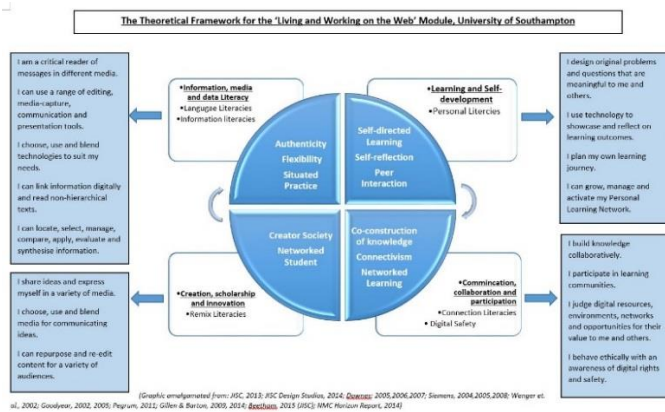 The Theoretical Framework for the 'Living and Working on the Web' Module, University of Southampton
I am a critical reader of
messages in different media.
I can use a range of editing,
media-capture,
communication and
presentation tools.
I choose, use and blend
technologies to suit my
needs.
I can link information digitally
and read non-hierarchical
texts.
I can locate, select, manage,
compare, apply, evaluate and
synthesise information.
•Information, media
and data Literacy
•Langugae Literacies
•Information literacies
Authenticity
Flexibility
Situated
Practice
Self-directed
Learning
Self-reflection
Peer
Interaction
•Learning and Self-
development
•Personal Litercies
I design original problems
and questions that are
meaningful to me and
others.
I use technology to
showcase and reflect on
learning outcomes.
I plan my own learning
journey.
I can grow, manage and
activate my Personal
Learning Network.
I share ideas and express
myself in a variety of media.
I choose, use and blend
media for communicating
ideas.
I can repurpose and re-edit
content for a variety of
audiences.
•Creation, scholarship
and innovation
•Remix Literacies
Creator Society
Networked
Student
Co-construction
of knowledge
Connectivism
Networked
Learning
•Commincation,
collaboration and
participation
•Connection Literacies
•Digital Safety
I build knowledge
collaboratively.
I participate in learning
communities.
I judge digital resources,
environments, networks
and opportunities for their
value to me and others.
I behave ethically with an
awareness of digital rights
and safety.
(Graphic amalgamated from: JISC, 2013; JISC Design Studios, 2014; Downes: 2005,2006,2007; Siemens, 2004,2005,2008; Wenger et.
al., 2002; Goodyear, 2002, 2005; Pegrum, 2011; Gillen & Barton, 2009, 2014; Beetham, 2015 (JISC); NMC Horizon Report, 2014)